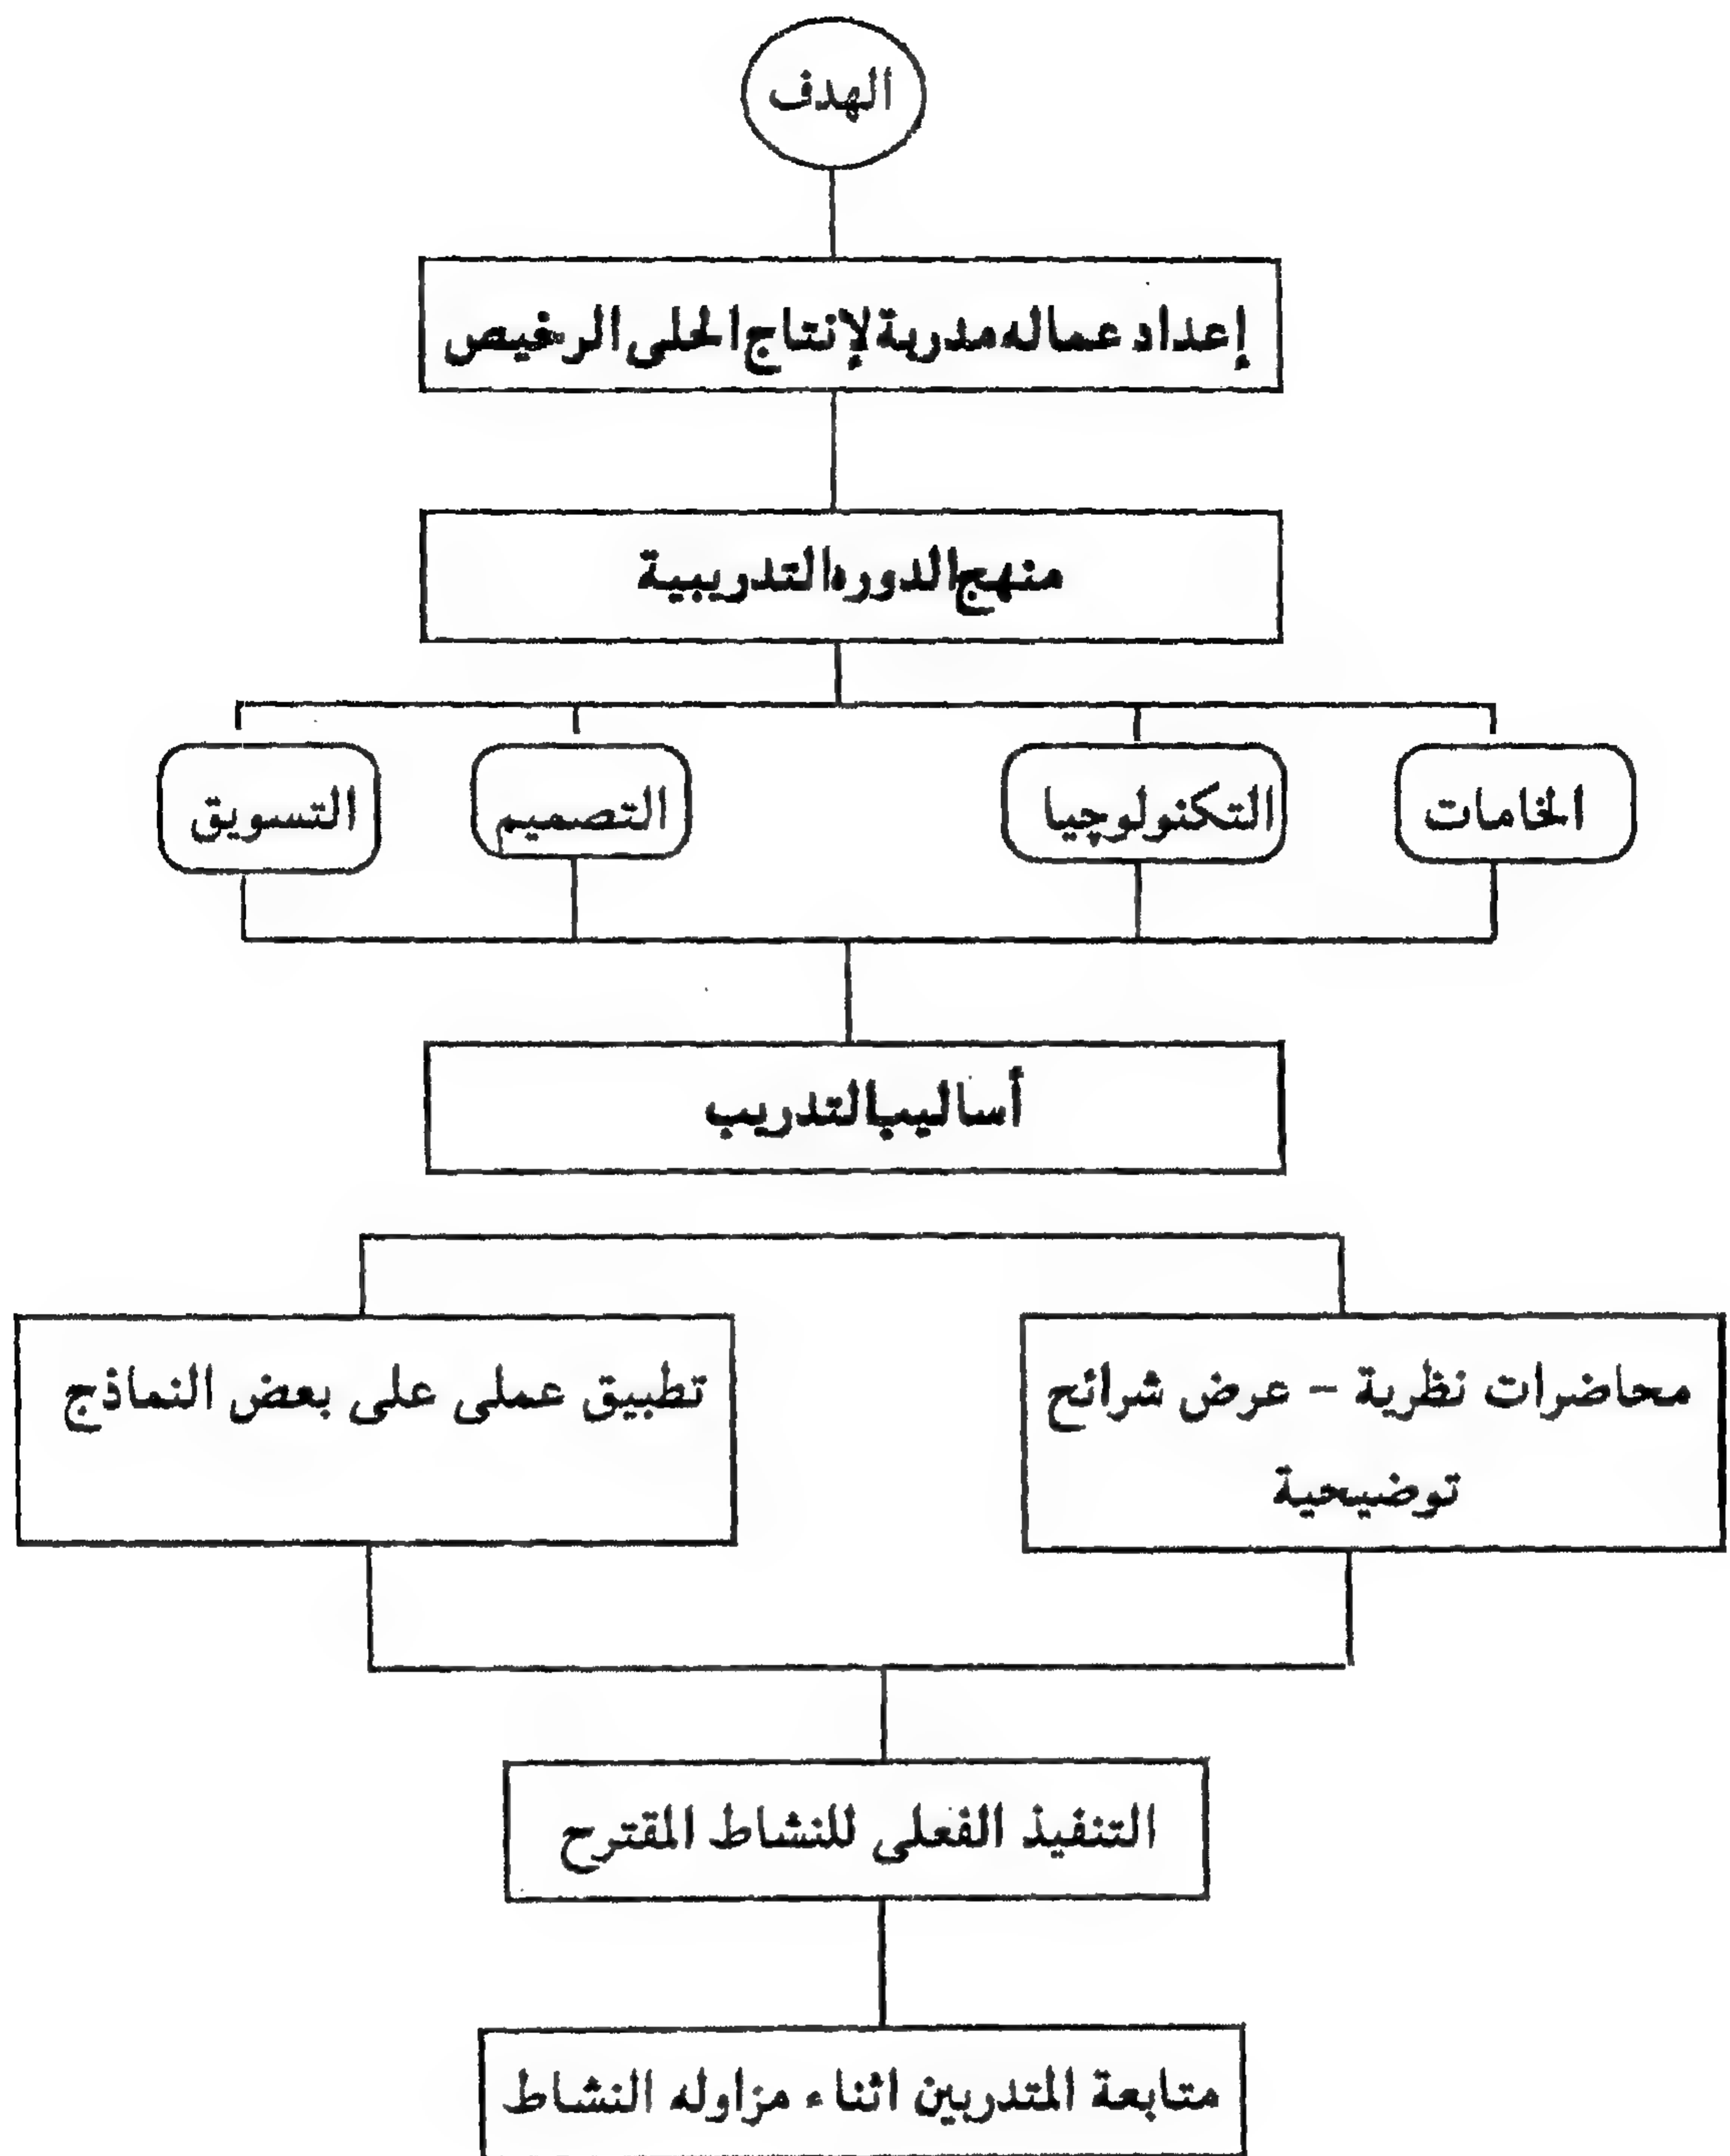 الهدف
إعداد عماله مدربة لإنتاج الحلى الرخيص
منهج الدوره التدريبية
الخامات
التكنولوچيا
التصميم
التسويق
أساليب التدريب
محاضرات نظرية - عرض شرائح
توضيحية
تطبيق عملى على بعض النماذج
التنفيذ الفعلى للنشاط المقترح
متابعة المتدربين اثناء مزاوله النشاط